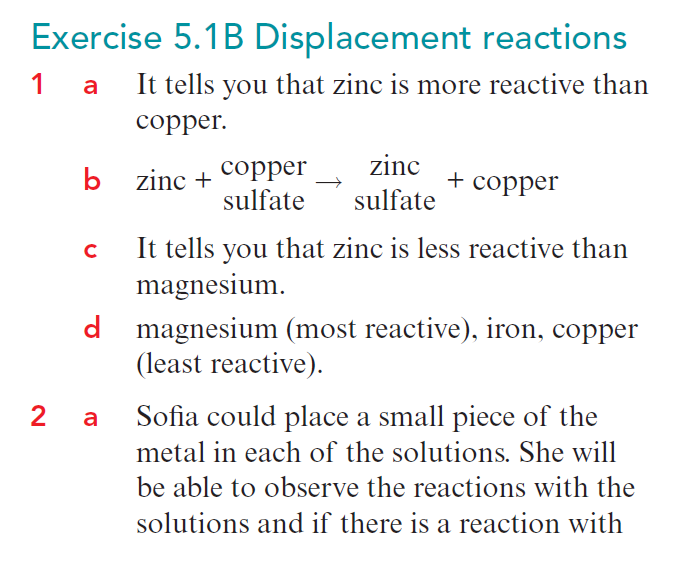 Exercise 5.1B Displacement reactions
1 a It tells you that zinc is more reactive than
copper.
b zinc + copper sulfate → zinc sulfate + copper
c It tells you that zinc is less reactive than
magnesium.
d magnesium (most reactive), iron, copper
(least reactive).
2 a Sofia could place a small piece of the
metal in each of the solutions. She will
be able to observe the reactions with the
solutions and if there is a reaction with